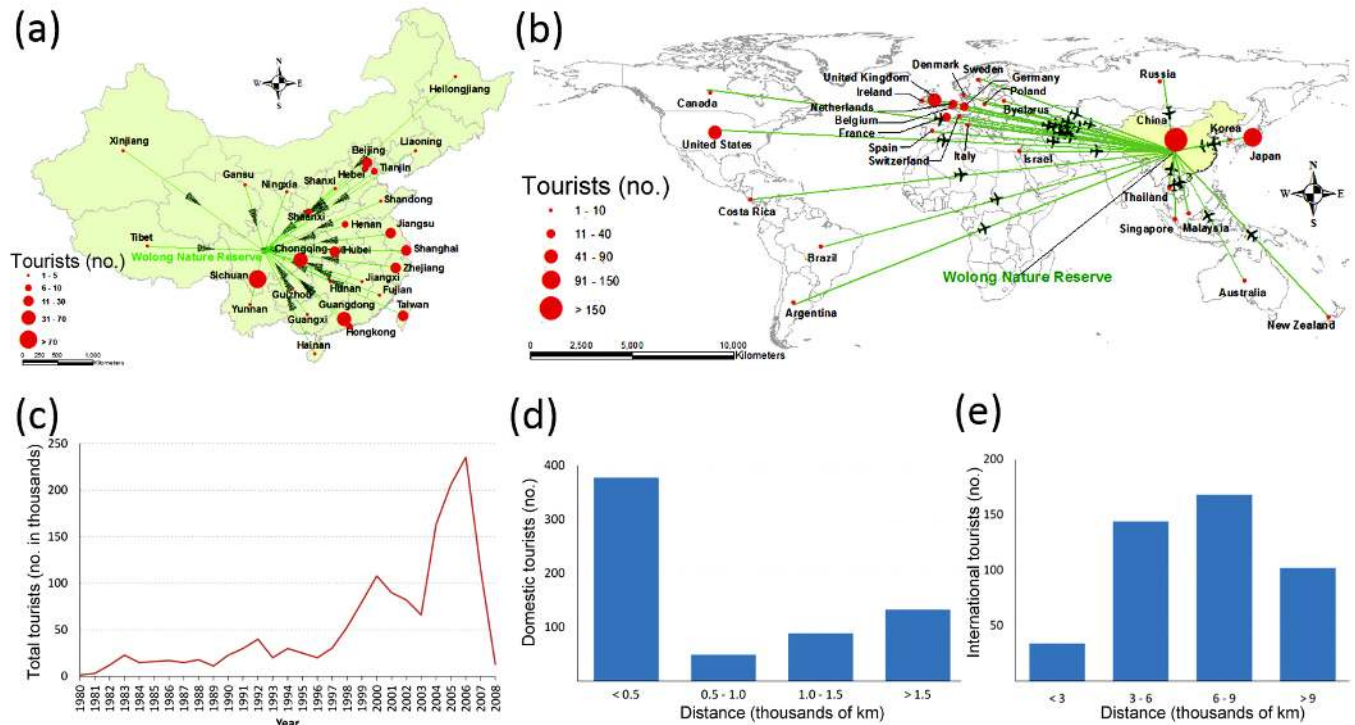 (a)
N
W E
S
Heilongjiang
Xinjiang
Liaoning
Beijing
Tianjin
Hebei
Gansu
Ningxia
Shanxi
Shandong
Shaanxi
Henan
Jiangsu
Tibet
Chongqing
Hubei
Shanghai
Wolong Nature Reserve
Zhejiang
Sichuan
Jiangxi
Hunan
Guizhou
Fujian
Yunnan
Guangdong
Taiwan
Guangxi
Hongkong
Hainan
Tourists (no.)
1 - 5
6 - 10
11 - 30
31 - 70
> 70
0 250 500 1,000
Kilometers
(b)
Denmark
Sweden
United Kingdom
Germany
Russia
Ireland
Poland
Canada
Netherlands
Byelarus
China
Belgium
Korea
France
United States
Spain
Italy
Israel
Japan
Switzerland
Tourists (no.)
1 - 10
11 - 40
41 - 90
91 - 150
> 150
Thailand
N
W E
S
Costa Rica
Singapore
Malaysia
Brazil
Wolong Nature Reserve
Australia
Argentina
New Zealand
0 2,500 5,000 10,000
Kilometers
(c)
Total tourists (no. in thousands)
250
200
150
100
50
0
1980 1981 1982 1983 1984 1985 1986 1987 1988 1989 1990 1991 1992 1993 1994 1995 1996 1997 1998 1999 2000 2001 2002 2003 2004 2005 2006 2007 2008
Year
(d)
Domestic tourists (no.)
400
300
200
100
< 0.5 0.5 - 1.0 1.0 - 1.5 > 1.5
Distance (thousands of km)
(e)
International tourists (no.)
200
150
100
50
< 3 3 - 6 6 - 9 > 9
Distance (thousands of km)